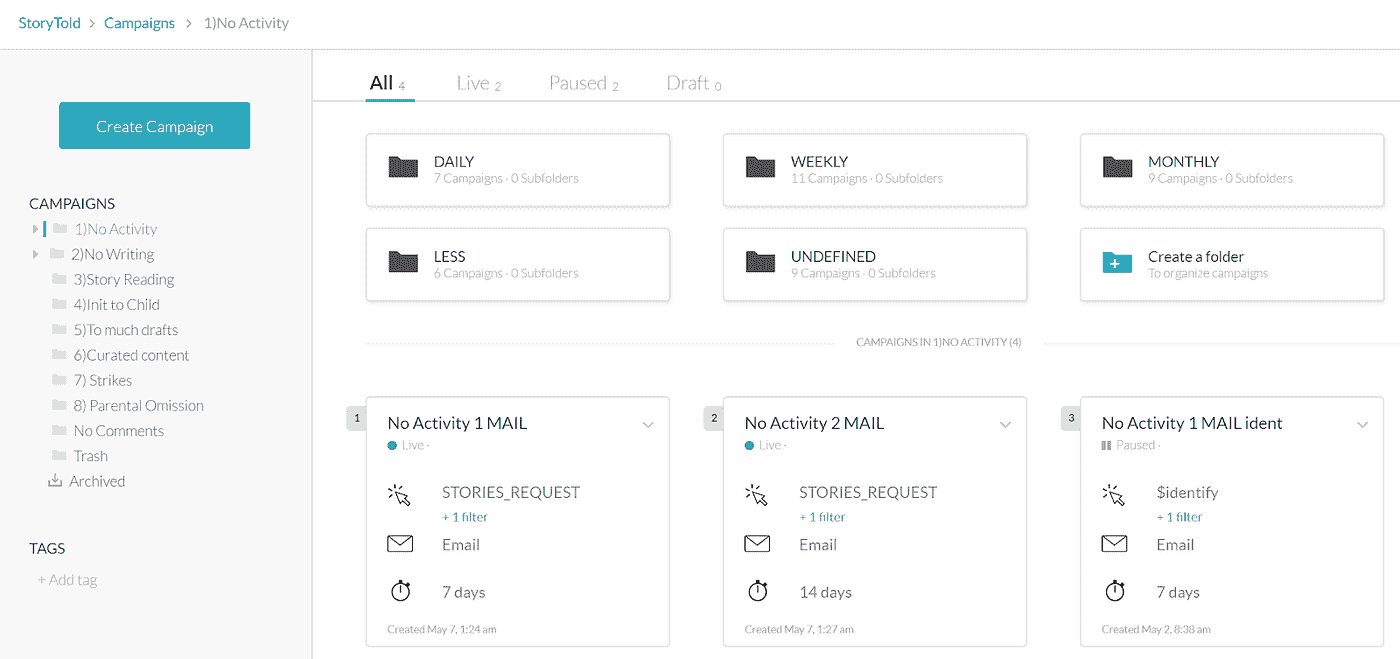 StoryTold > Campaigns > 1)No Activity
Create Campaign
CAMPAIGNS
1)No Activity
2)No Writing
3)Story Reading
4)Init to Child
5)To much drafts
6)Curated content
7) Strikes
8) Parental Omission
No Comments
Trash
Archived
TAGS
+ Add tag
All 4 Live 2 Paused 2 Draft 0
DAILY
7 Campaigns · 0 Subfolders
WEEKLY
11 Campaigns · 0 Subfolders
MONTHLY
9 Campaigns · 0 Subfolders
LESS
6 Campaigns · 0 Subfolders
UNDEFINED
9 Campaigns · 0 Subfolders
Create a folder
To organize campaigns
CAMPAIGNS IN 1)NO ACTIVITY (4)
1
No Activity 1 MAIL
Live ·
STORIES_REQUEST
+ 1 filter
Email
7 days
Created May 7, 1:24 am
2
No Activity 2 MAIL
Live ·
STORIES_REQUEST
+ 1 filter
Email
14 days
Created May 7, 1:27 am
3
No Activity 1 MAIL ident
Paused ·
$identify
+ 1 filter
Email
7 days
Created May 2, 8:38 am